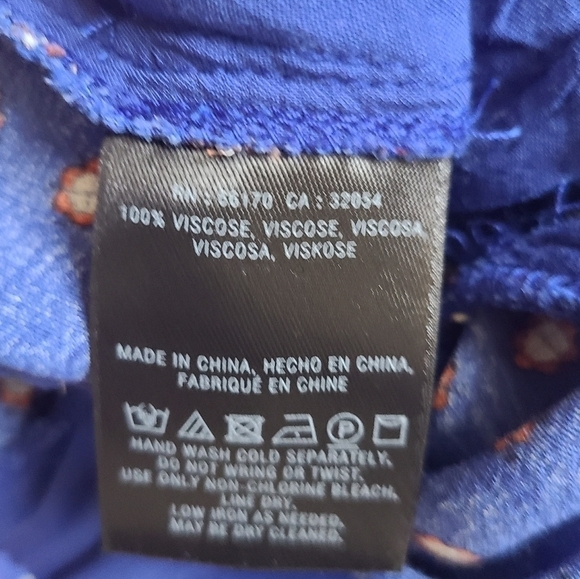 RN : 66170 CA : 32054
100% VISCOSE, VISCOSE, VISCOSA,
VISCOSA, VISKOSE
MADE IN CHINA, HECHO EN CHINA,
FABRIQUÉ EN CHINE
P
HAND WASH COLD SEPARATELY.
DO NOT WRING OR TWIST.
USE ONLY NON-CHLORINE BLEACH.
LINE DRY.
LOW IRON AS NEEDED.
MAY BE DRY CLEANED.